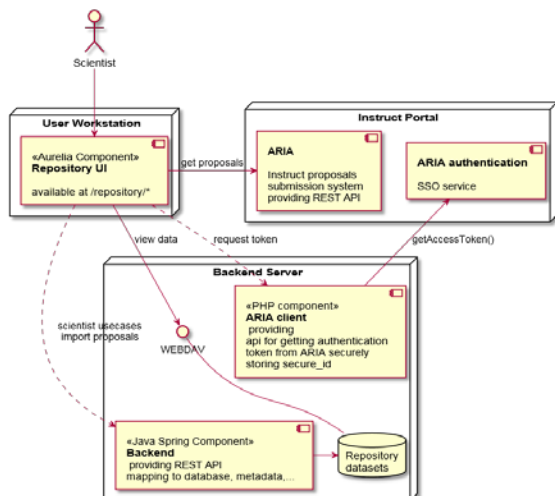 Scientist
User Workstation
«Aurelia Component»
Repository UI
available at /repository/*
get proposals
Instruct Portal
ARIA
Instruct proposals
submission system
providing REST API
ARIA authentication
SSO service
view data
request token
getAccessToken()
Backend Server
«PHP component»
ARIA client
providing
api for getting authentication
token from ARIA securely
storing secure_id
scientist usecases
import proposals
WEBDAV
«Java Spring Component»
Backend
providing REST API
mapping to database, metadata,...
Repository
datasets